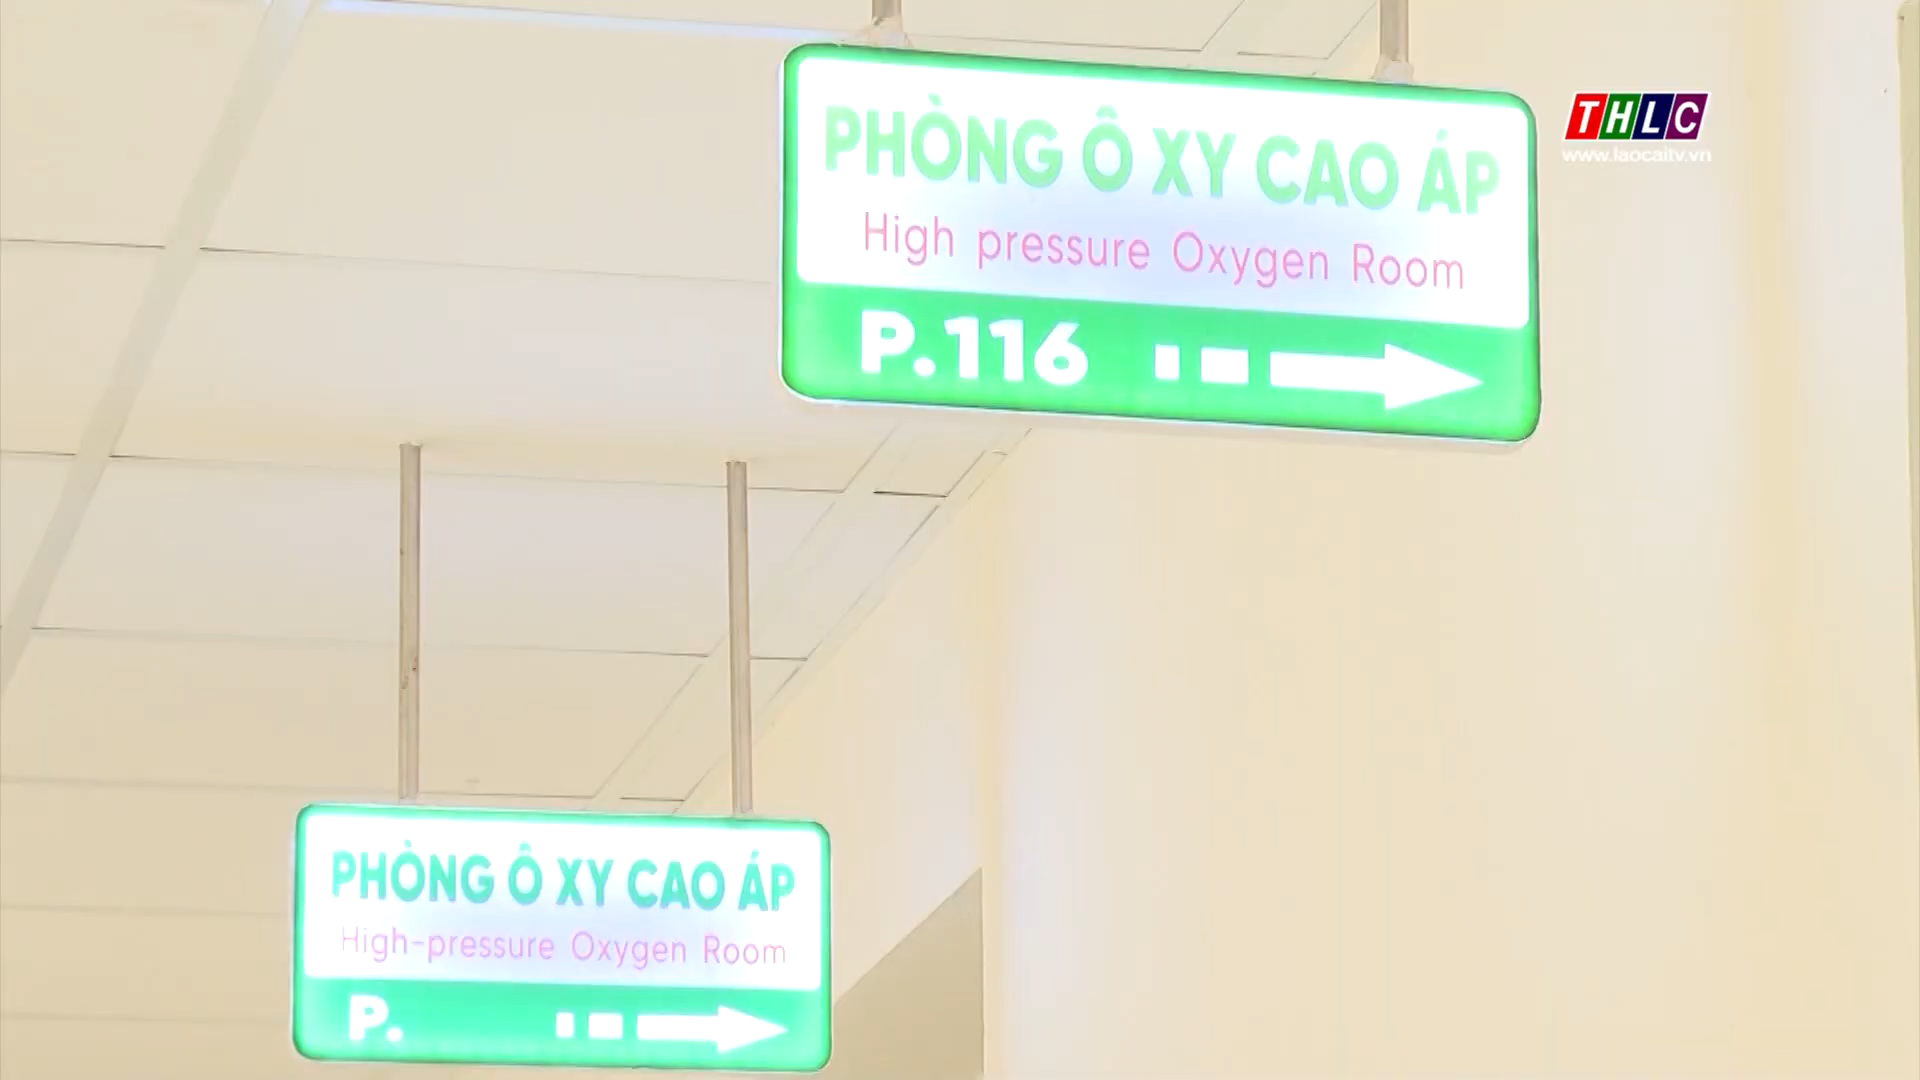 PHÒNG Ô XY CAO ÁP
High pressure Oxygen Room
P.116
THLC
www.laocaitv.vn
PHÒNG Ô XY CAO ÁP
High-pressure Oxygen Room
P.